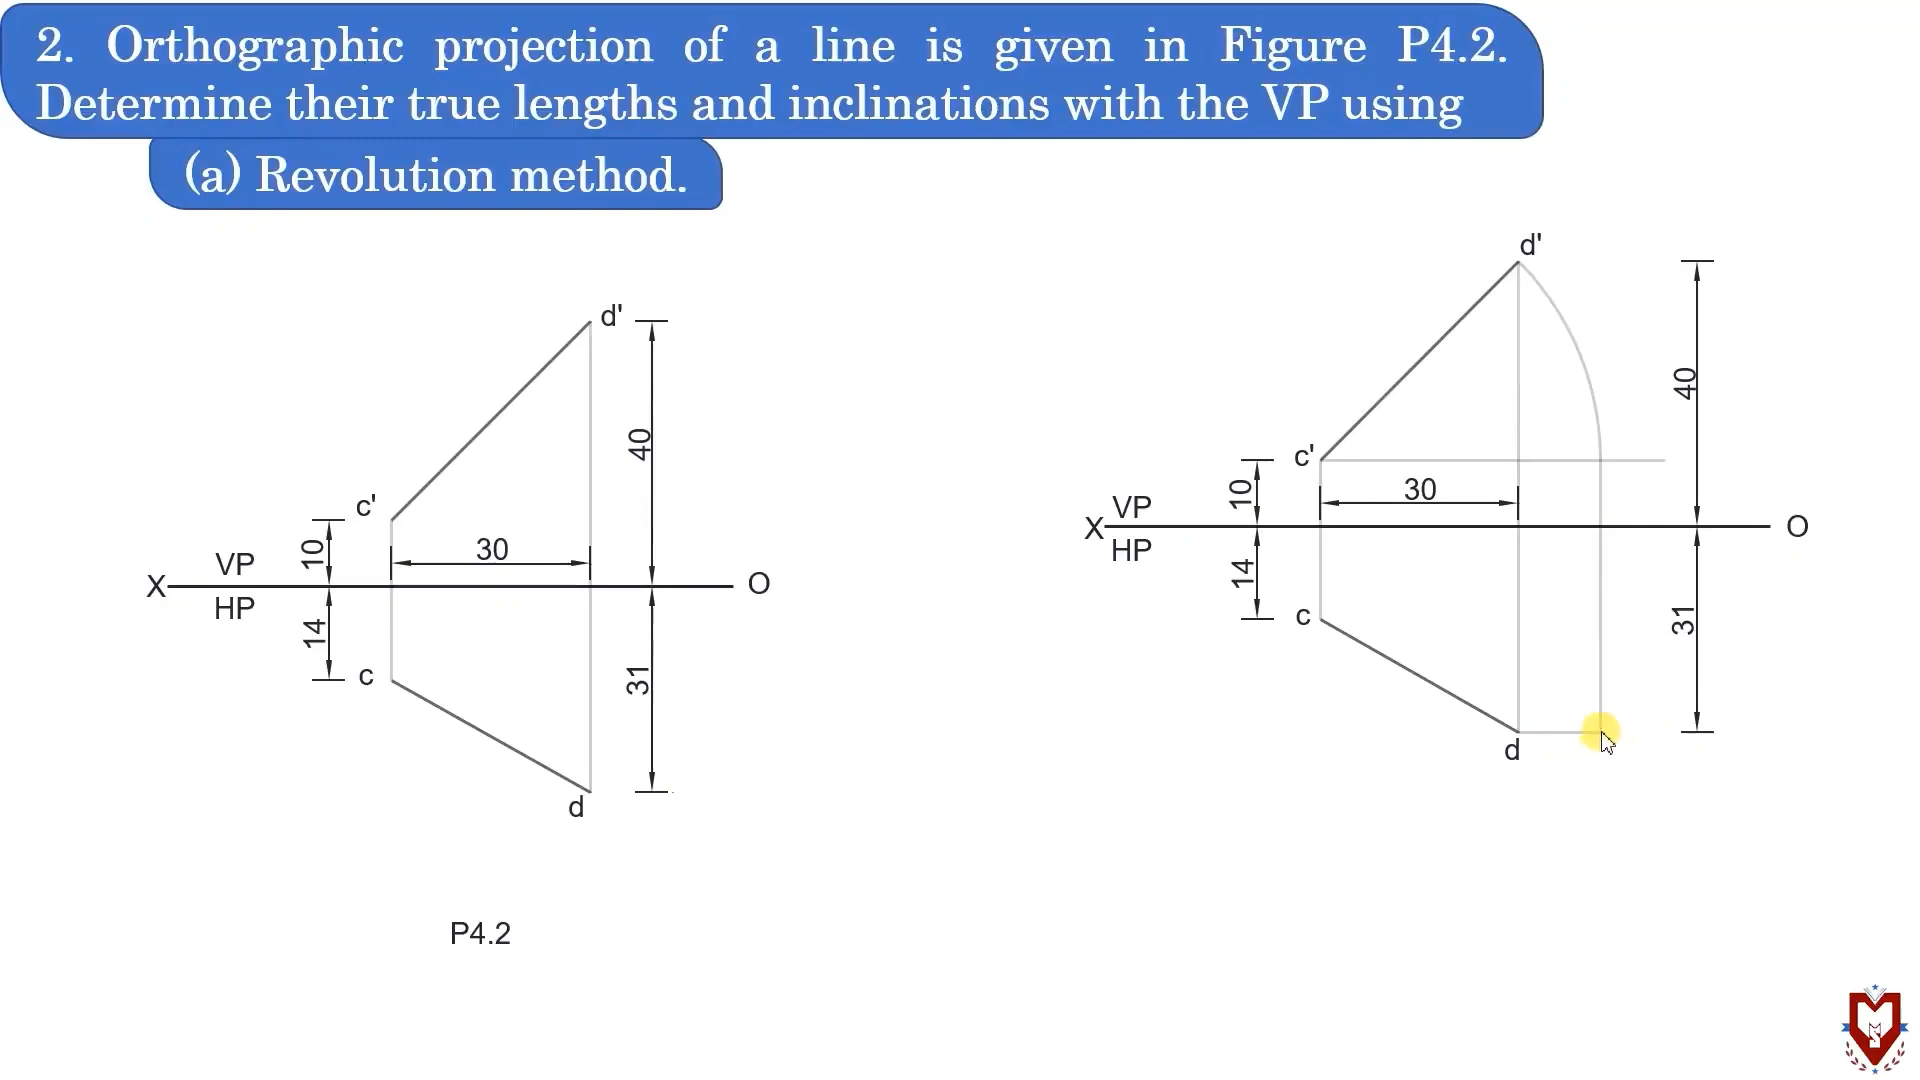 2. Orthographic projection of a line is given in Figure P4.2.
Determine their true lengths and inclinations with the VP using
(a) Revolution method.
d'
40
c'
10
30
VP
X
O
HP
14
c
31
d
P4.2
d'
40
c'
10
30
VP
X
O
HP
14
c
31
d